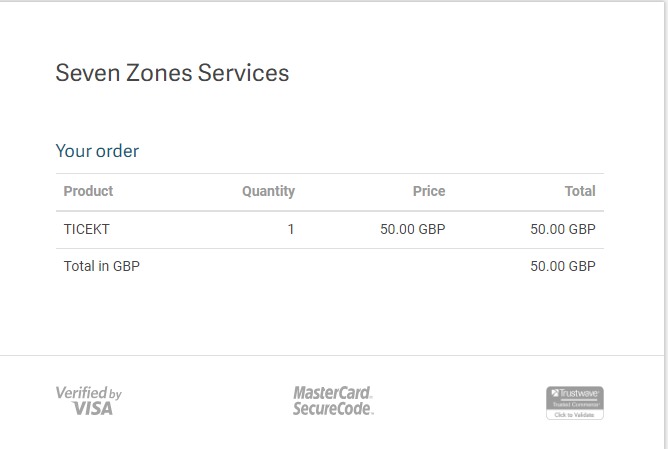 Seven Zones Services
Your order
Product Quantity Price Total
TICEKT 1 50.00 GBP 50.00 GBP
Total in GBP 50.00 GBP
Verified by MasterCard. Trustwave
VISA SecureCode. Trusted Commerce
Click to Validate